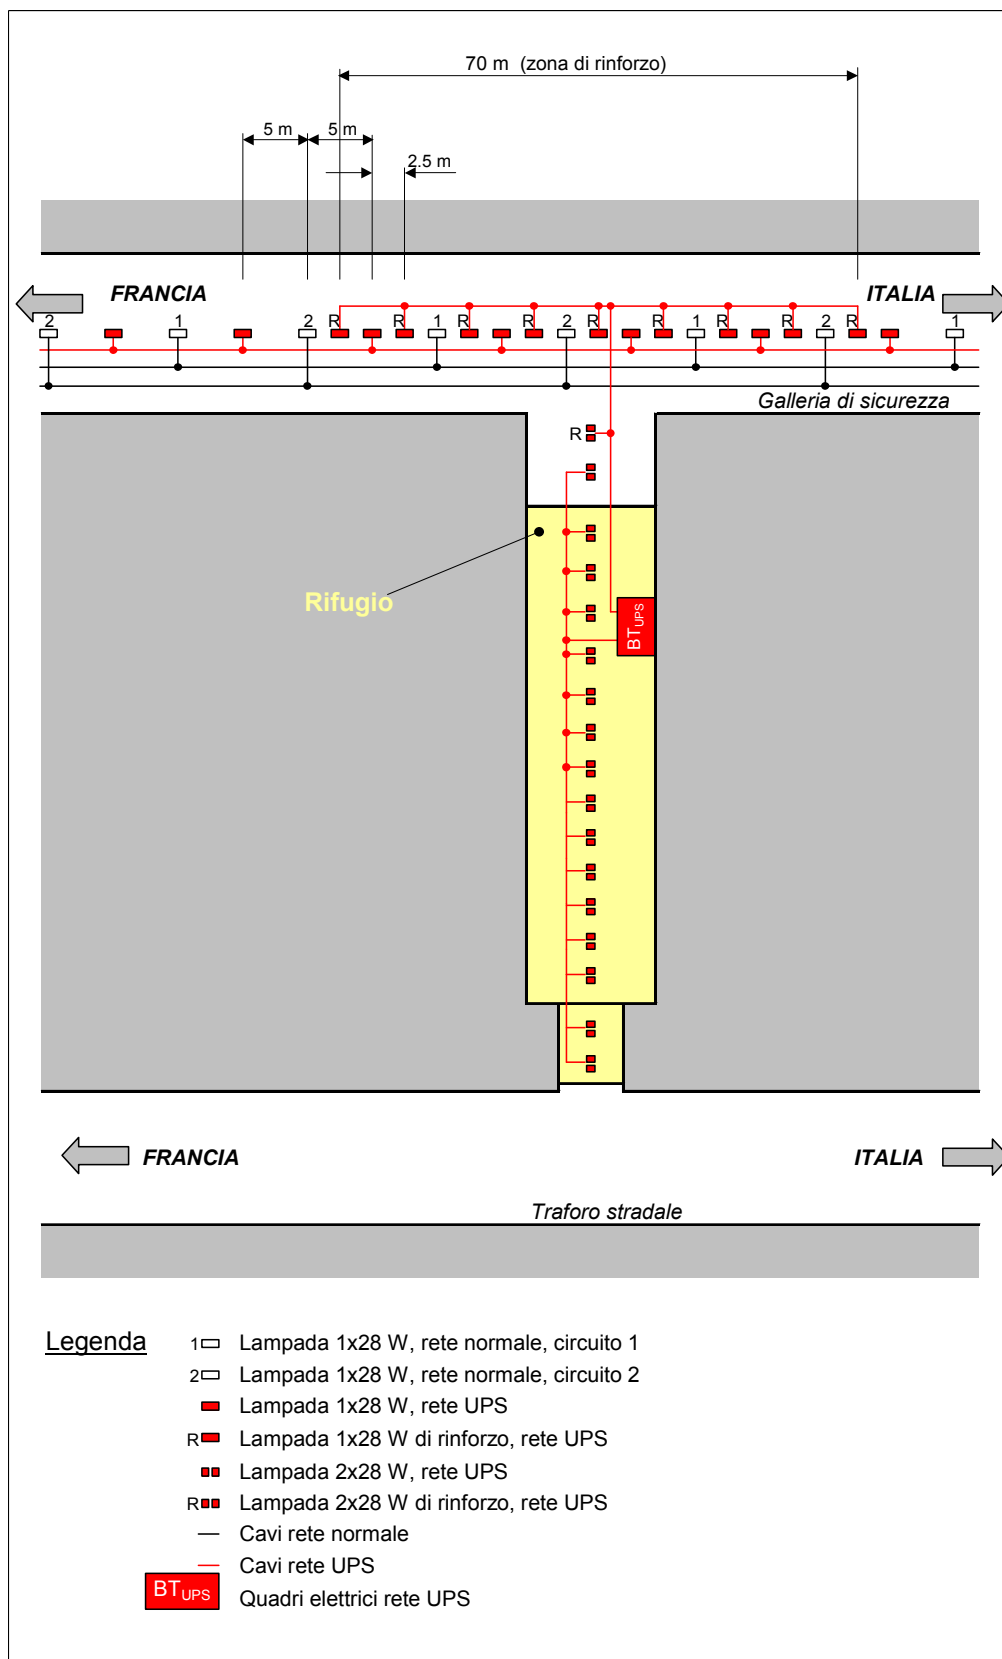 70 m (zona di rinforzo)
5 m 5 m
2.5 m
FRANCIA ITALIA
2 1 2 R R 1 R R 2 R R 1 R R 2 R 1
Galleria di sicurezza
R
Rifugio
BTUPS
FRANCIA ITALIA
Traforo stradale
Legenda
1 Lampada 1x28 W, rete normale, circuito 1
2 Lampada 1x28 W, rete normale, circuito 2
Lampada 1x28 W, rete UPS
R Lampada 1x28 W di rinforzo, rete UPS
Lampada 2x28 W, rete UPS
R Lampada 2x28 W di rinforzo, rete UPS
Cavi rete normale
Cavi rete UPS
BTUPS Quadri elettrici rete UPS